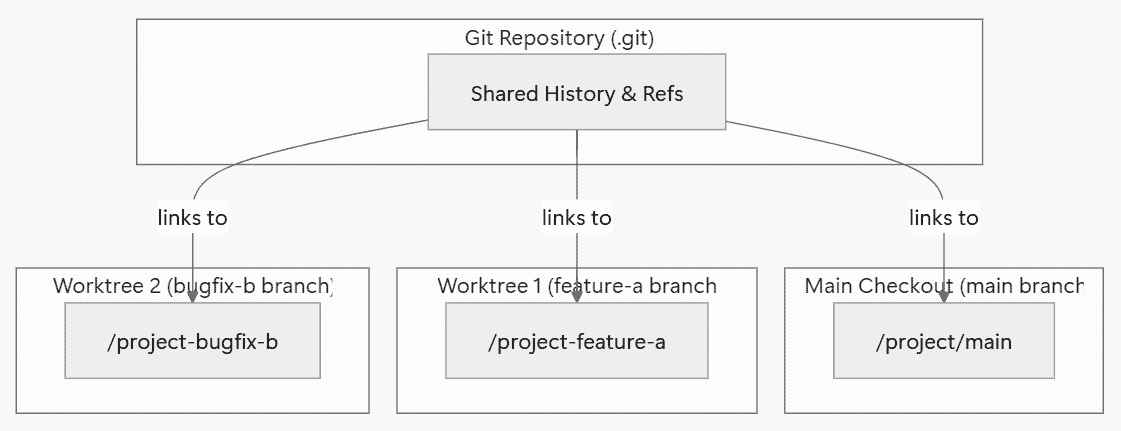 Git Repository (.git)
Shared History & Refs
links to
links to
links to
Worktree 2 (bugfix-b branch)
Worktree 1 (feature-a branch
Main Checkout (main branch
/project-bugfix-b
/project-feature-a
/project/main